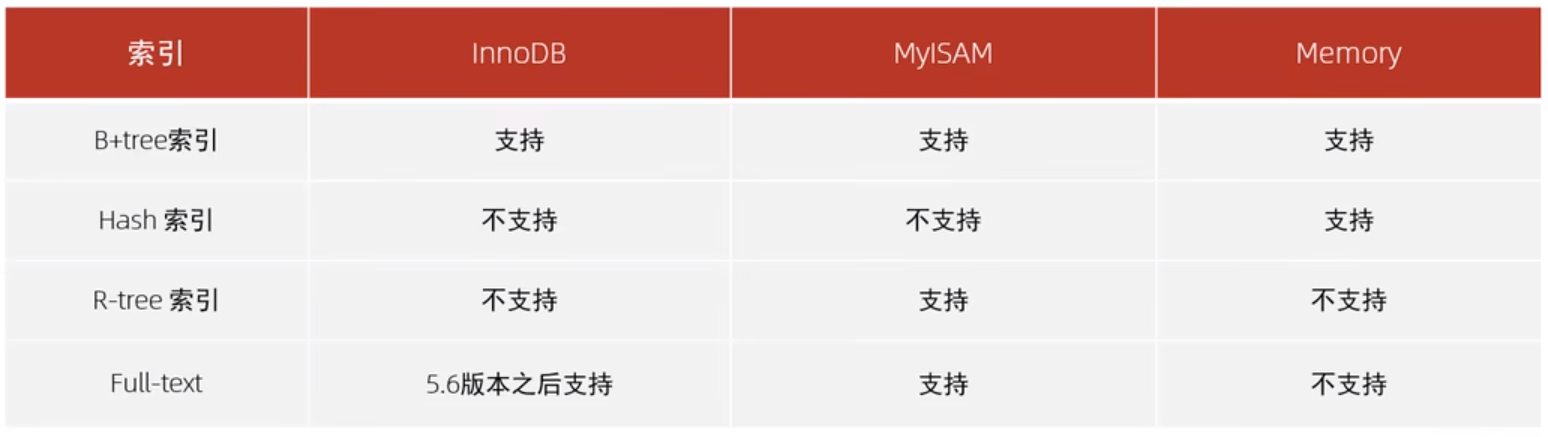 索引 InnoDB MyISAM Memory
B+tree索引 支持 支持 支持
Hash 索引 不支持 不支持 支持
R-tree 索引 不支持 支持 不支持
Full-text 5.6版本之后支持 支持 不支持